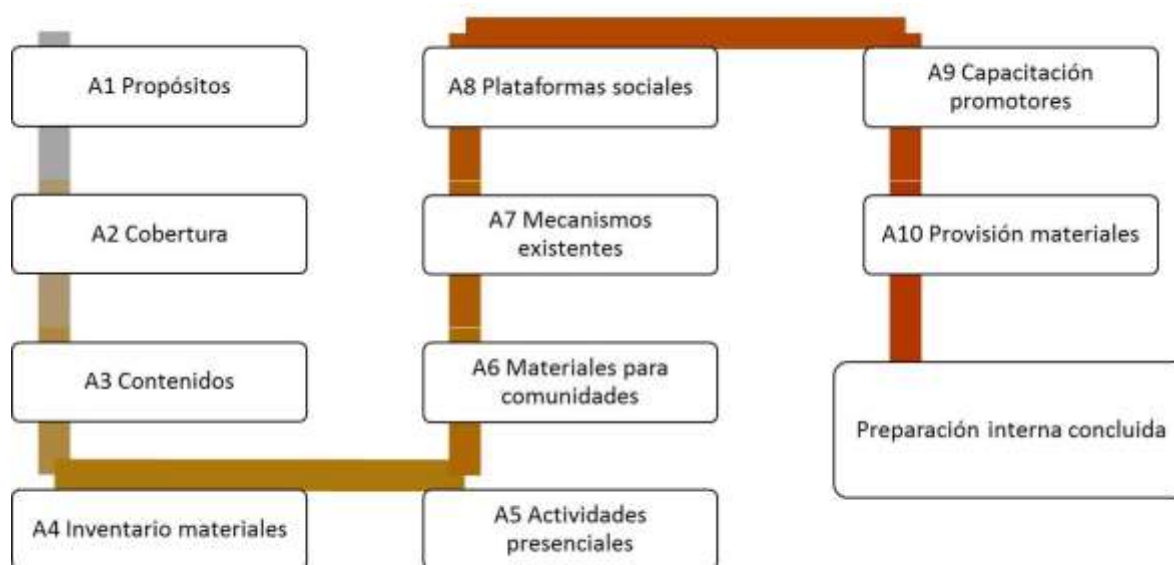 A1 Propósitos
A2 Cobertura
A3 Contenidos
A4 Inventario materiales
A5 Actividades
presenciales
A6 Materiales para
comunidades
A7 Mecanismos
existentes
A8 Plataformas sociales
A9 Capacitación
promotores
A10 Provisión materiales
Preparación interna concluida